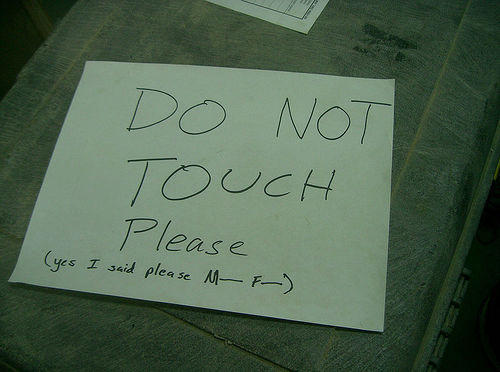 DO NOT
TOUCH
Please
(yes I said please M— F—)